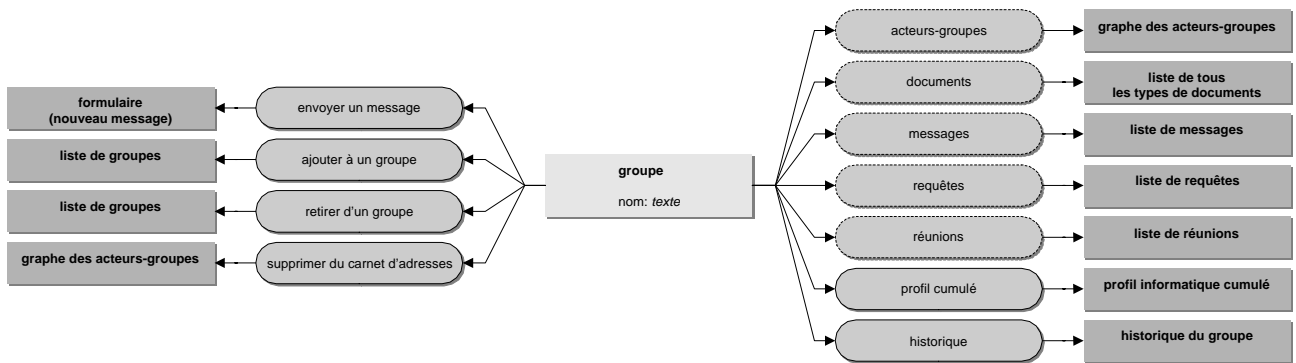 acteurs-groupes
graphe des acteurs-groupes
documents
liste de tous
les types de documents
formulaire
(nouveau message)
envoyer un message
messages
liste de messages
liste de groupes
ajouter à un groupe
groupe
nom: texte
requêtes
liste de requêtes
liste de groupes
retirer d'un groupe
réunions
liste de réunions
graphe des acteurs-groupes
supprimer du carnet d'adresses
profil cumulé
profil informatique cumulé
historique
historique du groupe